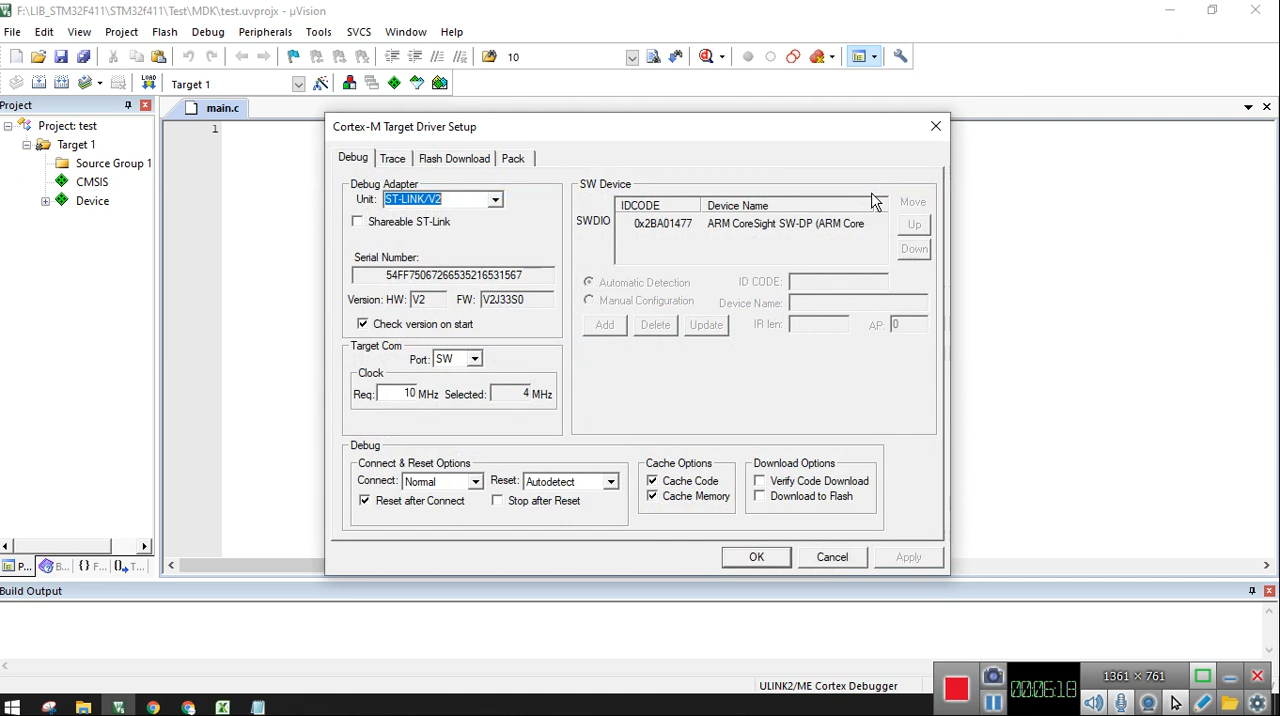 F:\LIB_STM32F411\STM32f411\Test\MDK\test.uvprojx - µVision
File Edit View Project Flash Debug Peripherals Tools SVCS Window Help
10
LOAD Target 1
Project
main.c
Project: test
Target 1
Source Group 1
CMSIS
Device
1
Cortex-M Target Driver Setup
Debug Trace Flash Download Pack
Debug Adapter
Unit: ST-LINK/V2
Shareable ST-Link
Serial Number:
54FF75067266535216531567
Version: HW: V2 FW: V2J33S0
Check version on start
Target Com
Port: SW
Clock
Req: 10 MHz Selected: 4 MHz
SW Device
IDCODE Device Name Move
SWDIO 0x2BA01477 ARM CoreSight SW-DP (ARM Core Up
Down
Automatic Detection ID CODE:
Manual Configuration Device Name:
Add Delete Update IR len: AP: 0
Debug
Connect & Reset Options
Connect: Normal Reset: Autodetect
Reset after Connect Stop after Reset
Cache Options
Cache Code
Cache Memory
Download Options
Verify Code Download
Download to Flash
OK Cancel Apply
P... B... {} F... T...
Build Output
ULINK2/ME Cortex Debugger
00:06:18
1361 × 761